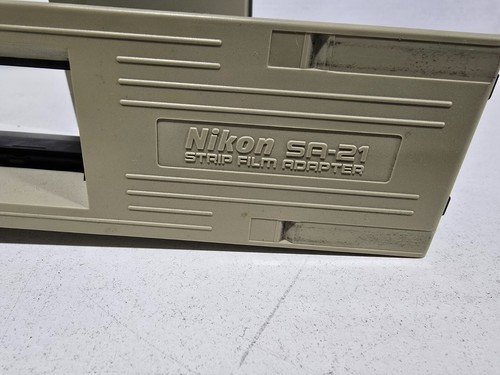 Nikon SA-21
STRIP FILM ADAPTER